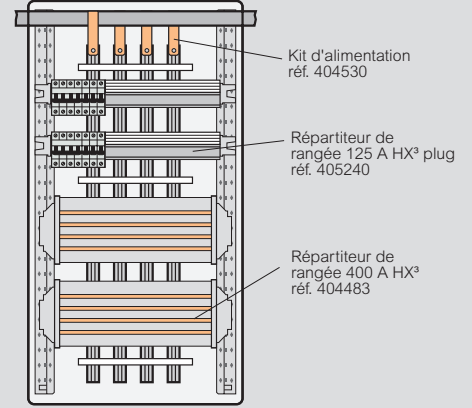 Kit d'alimentation
réf. 404530
Répartiteur de
rangée 125 A HX³ plug
réf. 405240
Répartiteur de
rangée 400 A HX³
réf. 404483